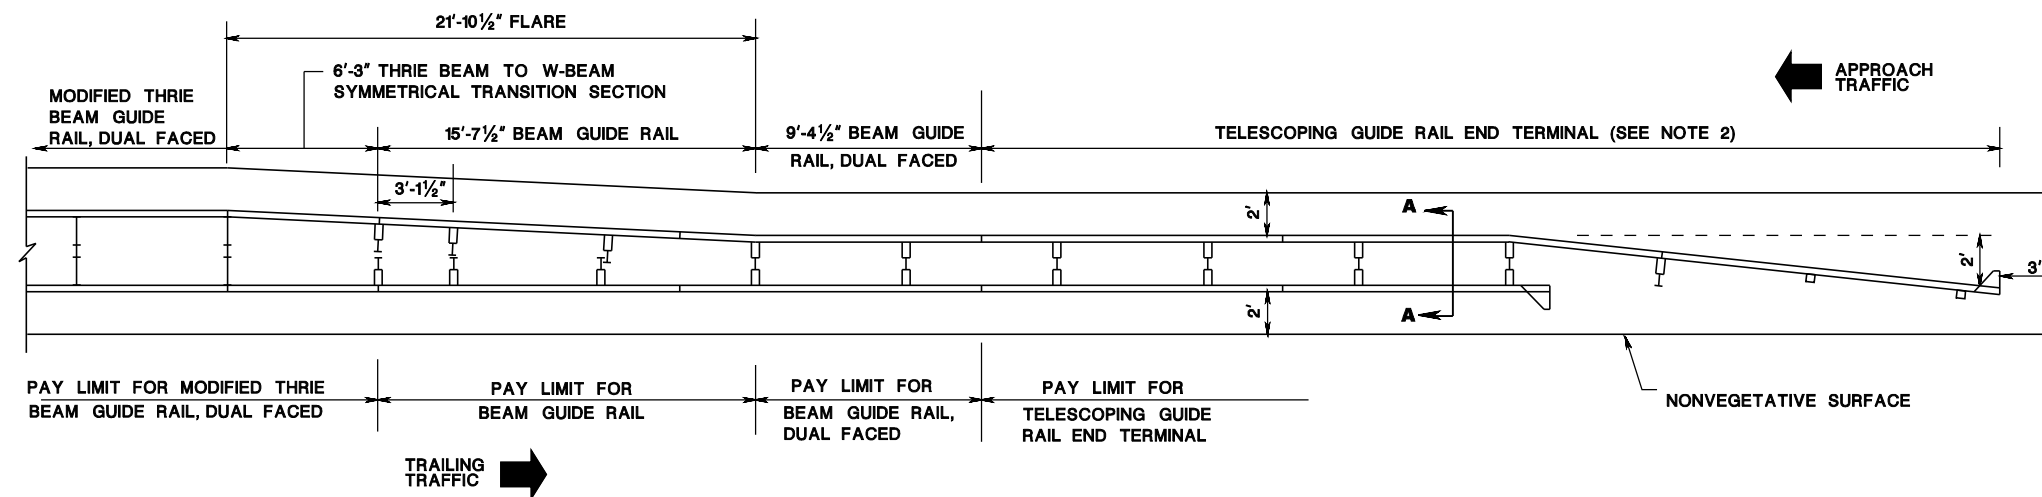 21'-10½" FLARE
6'-3" THRIE BEAM TO W-BEAM
SYMMETRICAL TRANSITION SECTION
APPROACH
TRAFFIC
MODIFIED THRIE
BEAM GUIDE
RAIL, DUAL FACED
15'-7½" BEAM GUIDE RAIL
9'-4½" BEAM GUIDE
RAIL, DUAL FACED
TELESCOPING GUIDE RAIL END TERMINAL (SEE NOTE 2)
3'-1½"
2'
A
2'
3'
2'
A
PAY LIMIT FOR MODIFIED THRIE
BEAM GUIDE RAIL, DUAL FACED
PAY LIMIT FOR
BEAM GUIDE RAIL
PAY LIMIT FOR
BEAM GUIDE RAIL,
DUAL FACED
PAY LIMIT FOR
TELESCOPING GUIDE
RAIL END TERMINAL
NONVEGETATIVE SURFACE
TRAILING
TRAFFIC